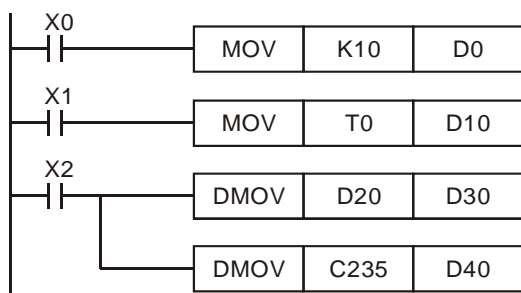 X0
MOV K10 D0
X1
MOV T0 D10
X2
DMOV D20 D30
DMOV C235 D40